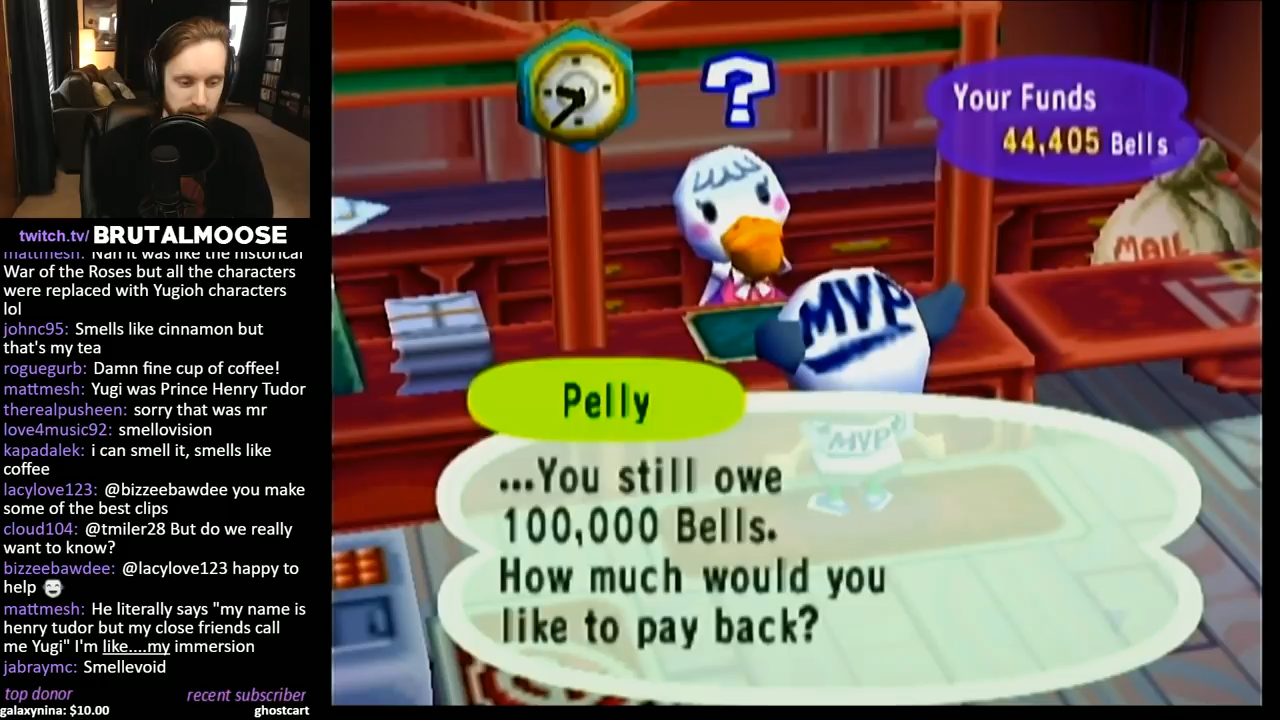 twitch.tv/ BRUTALMOOSE
mattmesh: Nah it was like the historical
War of the Roses but all the characters
were replaced with Yugioh characters
lol
johnc95: Smells like cinnamon but
that's my tea
roguegurb: Damn fine cup of coffee!
mattmesh: Yugi was Prince Henry Tudor
therealpusheen: sorry that was mr
love4music92: smellovision
kapadalek: i can smell it, smells like
coffee
lacylove123: @bizzeebawdee you make
some of the best clips
cloud104: @tmiler28 But do we really
want to know?
bizzeebawdee: @lacylove123 happy to
help
mattmesh: He literally says "my name is
henry tudor but my close friends call
me Yugi" I'm like....my immersion
jabraymc: Smellevoid
top donor
galaxynina: $10.00
recent subscriber
ghostcart
Your Funds
44,405 Bells
?
MAIL
MVP
MVP
Pelly
...You still owe
100,000 Bells.
How much would you
like to pay back?